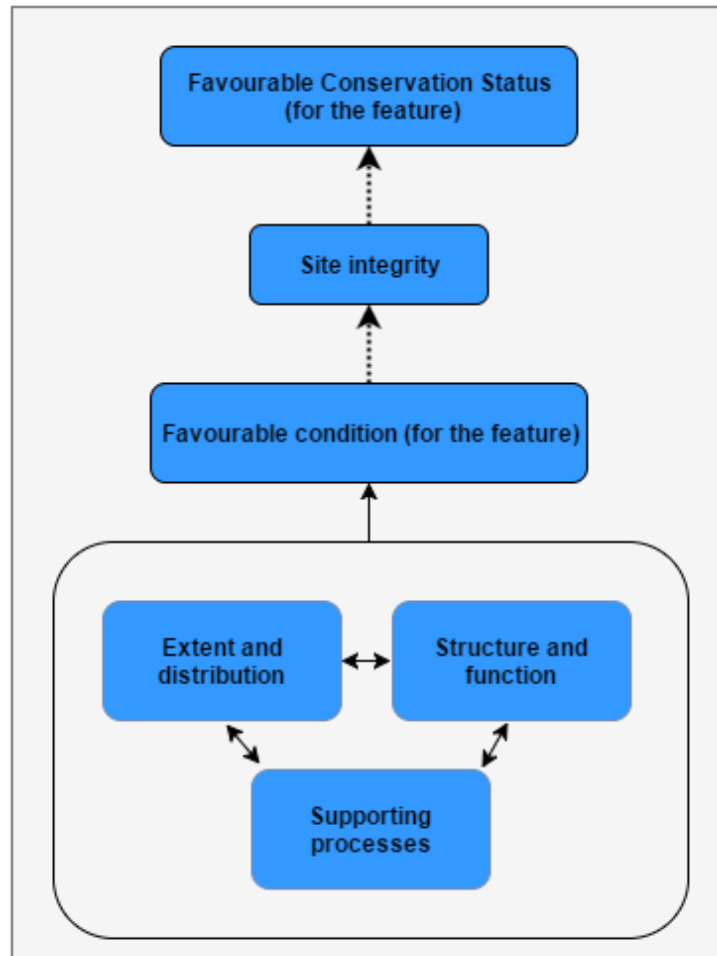 Favourable Conservation Status
(for the feature)
Site integrity
Favourable condition (for the feature)
Extent and
distribution
Structure and
function
Supporting
processes